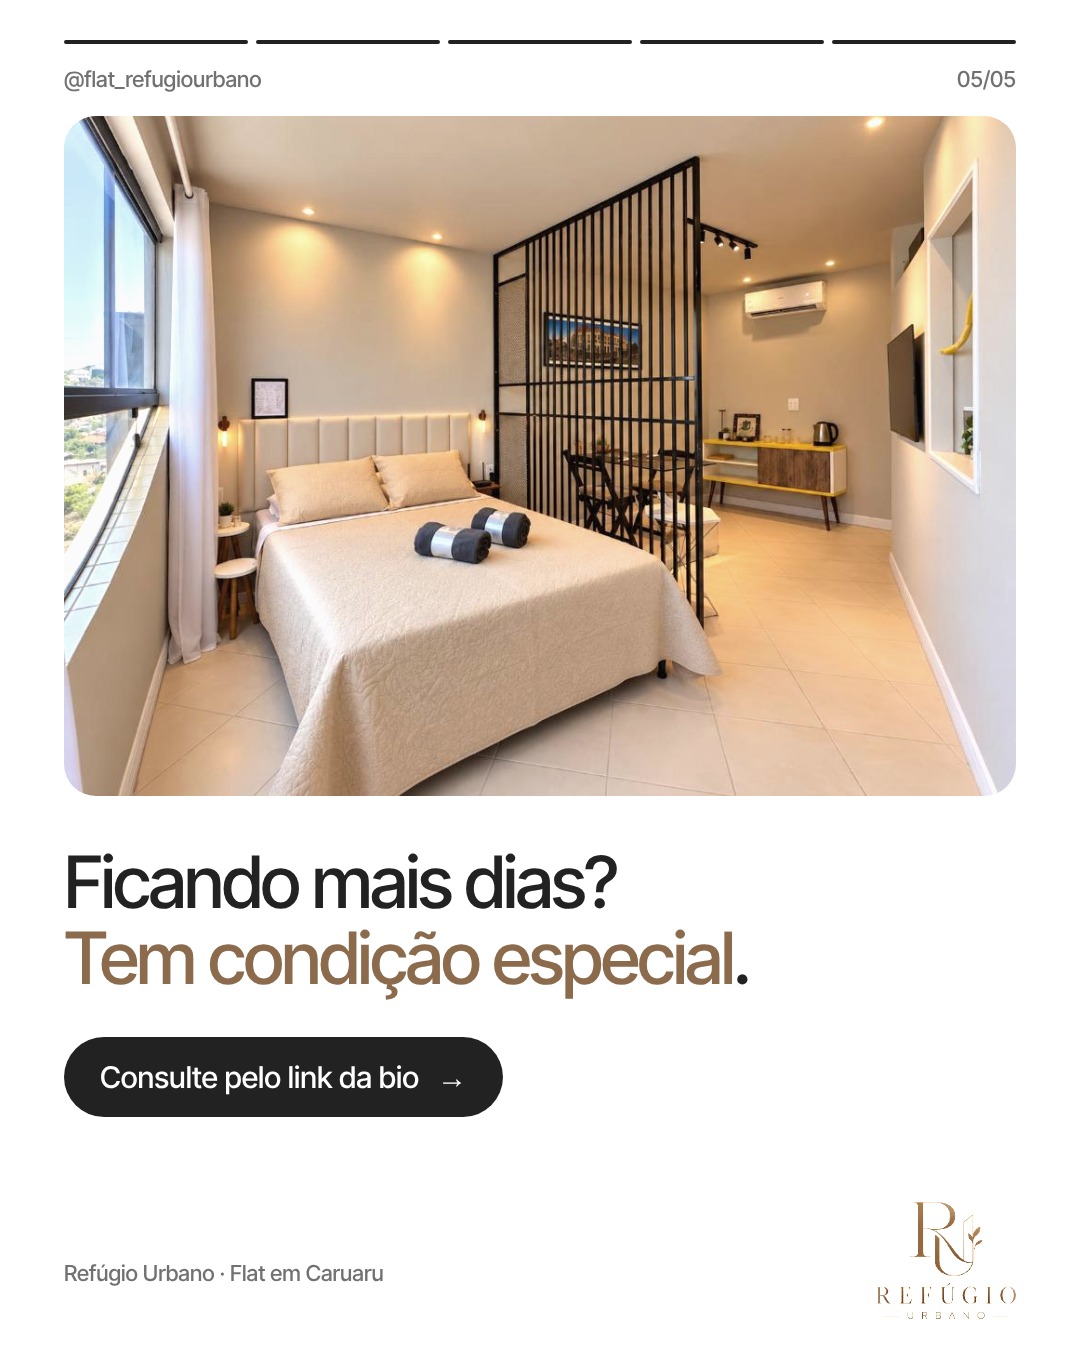 @flat_refugiourbano
05/05
Ficando mais dias?
Tem condição especial.
Consulte pelo link da bio →
Refúgio Urbano · Flat em Caruaru
RU
REFÚGIO
URBANO